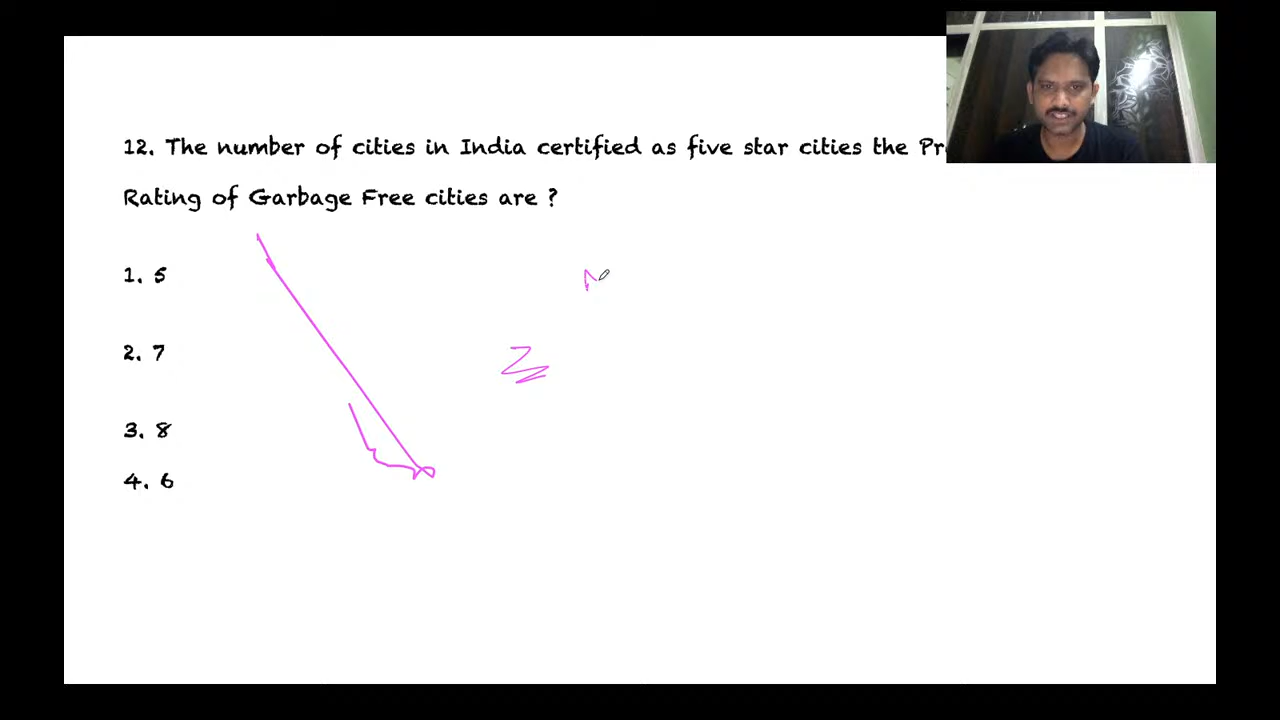 12. The number of cities in India certified as five star cities the
Rating of Garbage Free cities are ?
1. 5
2. 7
3. 8
4. 6